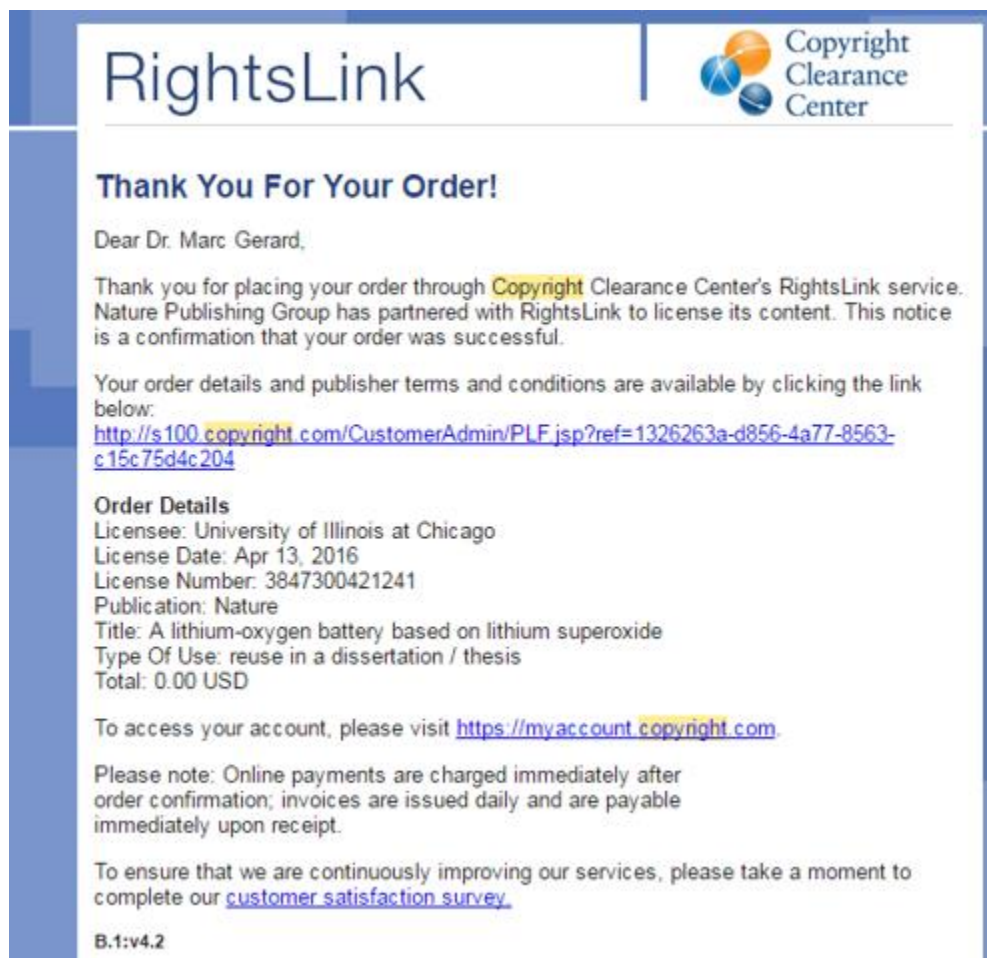 RightsLink
Copyright
Clearance
Center
Thank You For Your Order!
Dear Dr. Marc Gerard,
Thank you for placing your order through Copyright Clearance Center's RightsLink service.
Nature Publishing Group has partnered with RightsLink to license its content. This notice
is a confirmation that your order was successful.
Your order details and publisher terms and conditions are available by clicking the link
below:
http://s100.copyright.com/CustomerAdmin/PLF.jsp?ref=1326263a-d856-4a77-8563-
c15c75d4c204
Order Details
Licensee: University of Illinois at Chicago
License Date: Apr 13, 2016
License Number: 3847300421241
Publication: Nature
Title: A lithium-oxygen battery based on lithium superoxide
Type Of Use: reuse in a dissertation / thesis
Total: 0.00 USD
To access your account, please visit https://myaccount.copyright.com.
Please note: Online payments are charged immediately after
order confirmation; invoices are issued daily and are payable
immediately upon receipt.
To ensure that we are continuously improving our services, please take a moment to
complete our customer satisfaction survey.
B.1:v4.2